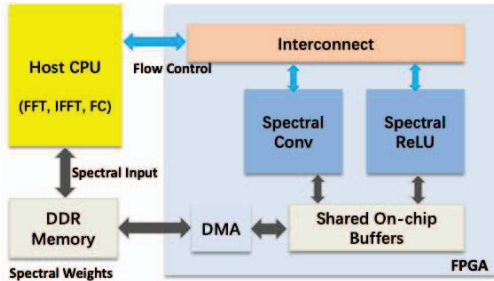 Host CPU
(FFT, IFFT, FC)
Flow Control
Interconnect
Spectral
Conv
Spectral
ReLU
Spectral Input
DDR
Memory
DMA
Shared On-chip
Buffers
Spectral Weights
FPGA